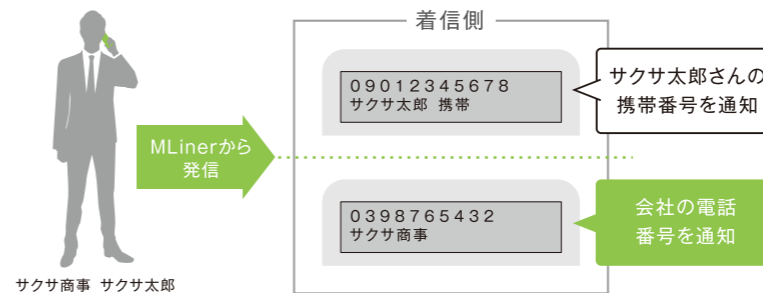 着信側
09012345678
サクサ太郎 携帯
サクサ太郎さんの
携帯番号を通知
MLinerから
発信
0398765432
サクサ商事
会社の電話
番号を通知
サクサ商事 サクサ太郎